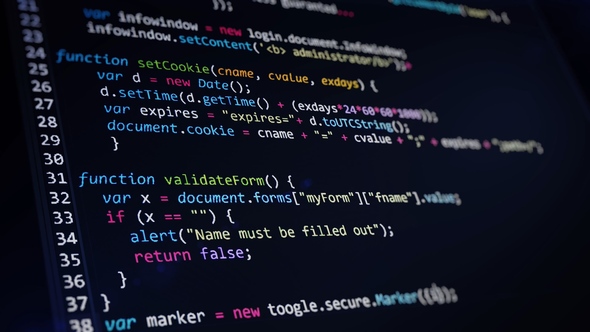 21
22 });
23 var infowindow = new login.document.InfoWindow
24 infowindow.setContent('<b> administrator/b>');
25 function setCookie(cname, cvalue, exdays) {
26 var d = new Date();
27 d.setTime(d.getTime() + (exdays*24*60*60*1000));
28 var expires = "expires="+ d.toUTCString();
29 document.cookie = cname + "=" + cvalue + ";" + expires +
30 }
31 function validateForm() {
32 var x = document.forms["myForm"]["fname"].value;
33 if (x == "") {
34 alert("Name must be filled out");
35 return false;
36 }
37 }
38 var marker = new toogle.secure.Marker({